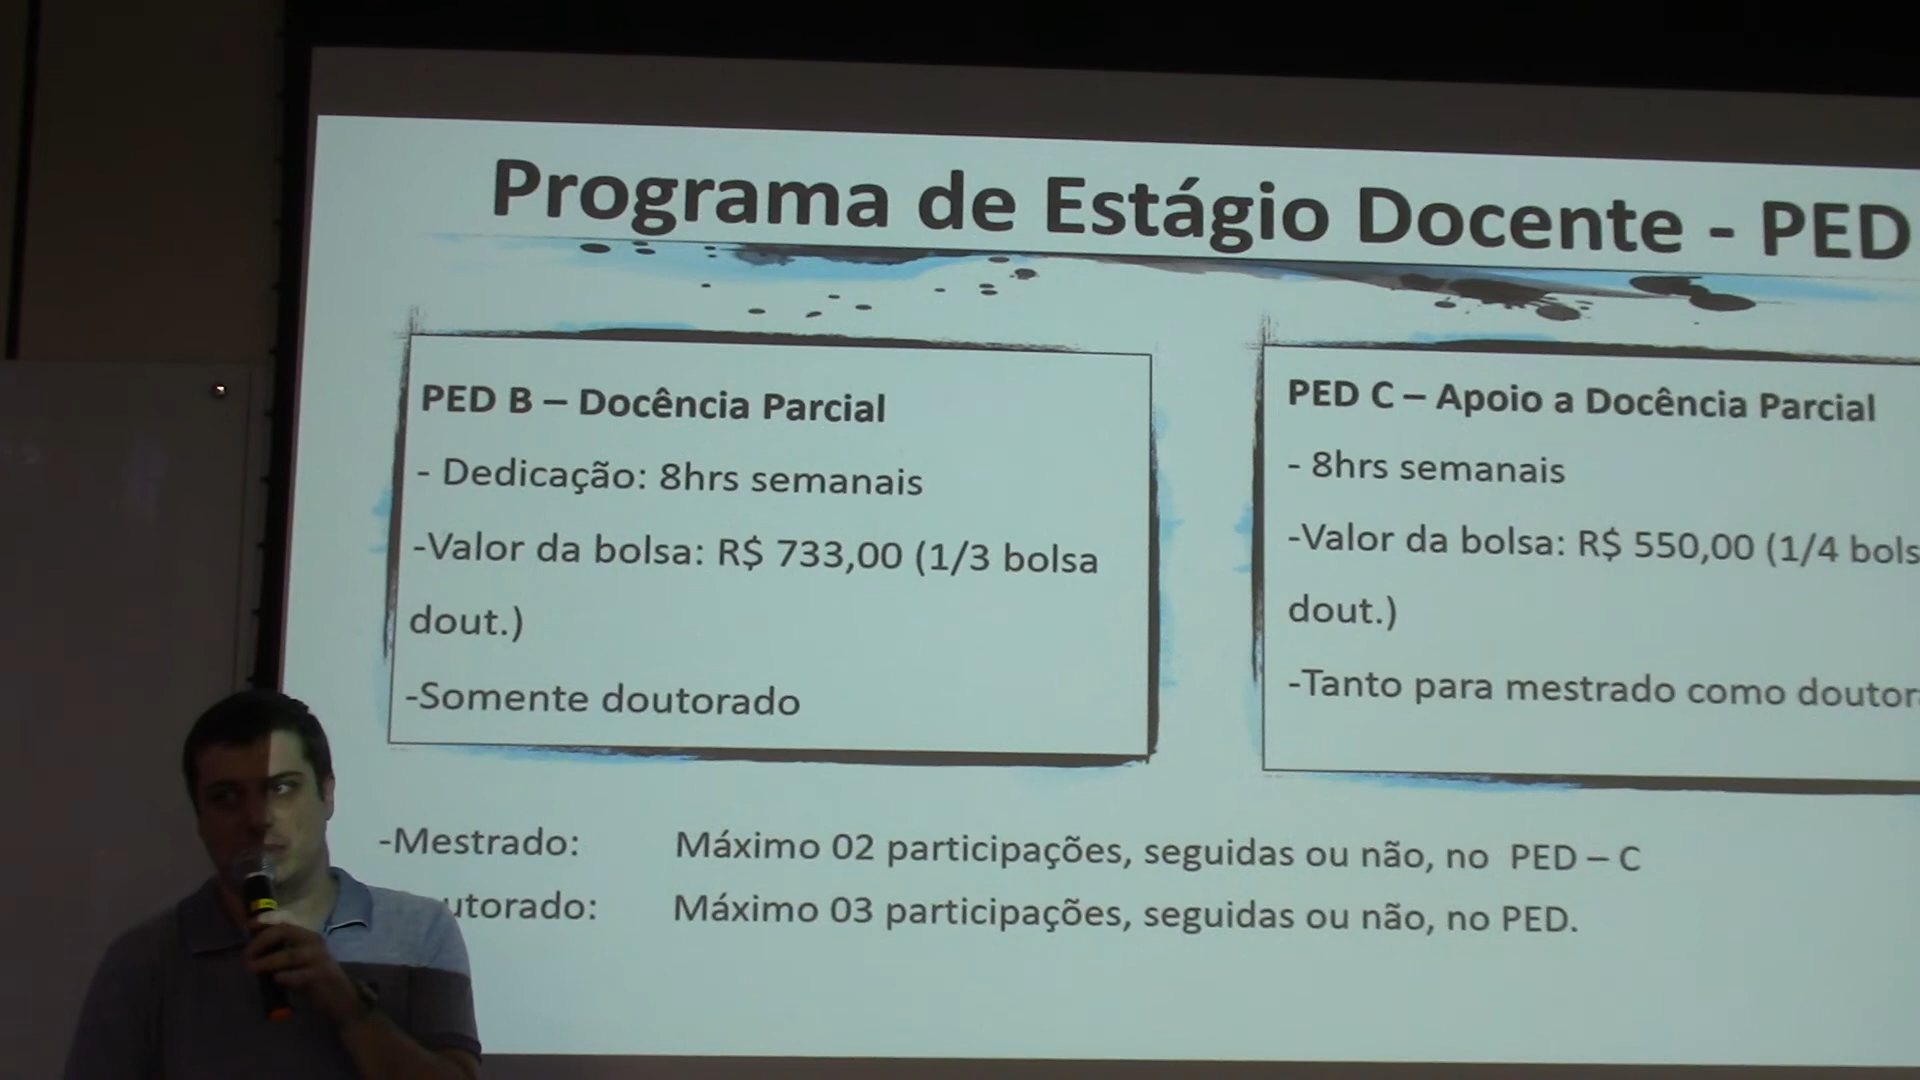 Programa de Estágio Docente - PED
PED B – Docência Parcial
- Dedicação: 8hrs semanais
-Valor da bolsa: R$ 733,00 (1/3 bolsa
dout.)
-Somente doutorado
PED C – Apoio a Docência Parcial
- 8hrs semanais
-Valor da bolsa: R$ 550,00 (1/4 bols
dout.)
-Tanto para mestrado como doutor
-Mestrado: Máximo 02 participações, seguidas ou não, no PED – C
utorado: Máximo 03 participações, seguidas ou não, no PED.